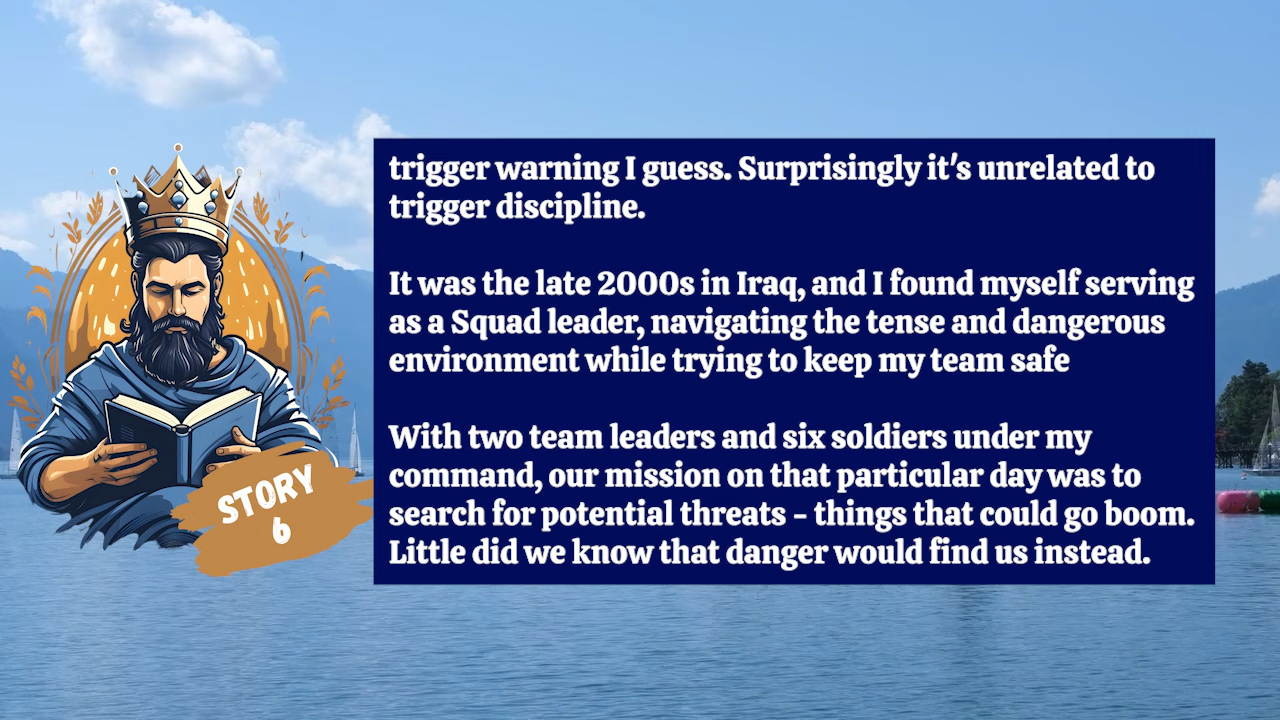 trigger warning I guess. Surprisingly it's unrelated to
trigger discipline.
It was the late 2000s in Iraq, and I found myself serving
as a Squad leader, navigating the tense and dangerous
environment while trying to keep my team safe
With two team leaders and six soldiers under my
command, our mission on that particular day was to
search for potential threats - things that could go boom.
Little did we know that danger would find us instead.
STORY
6